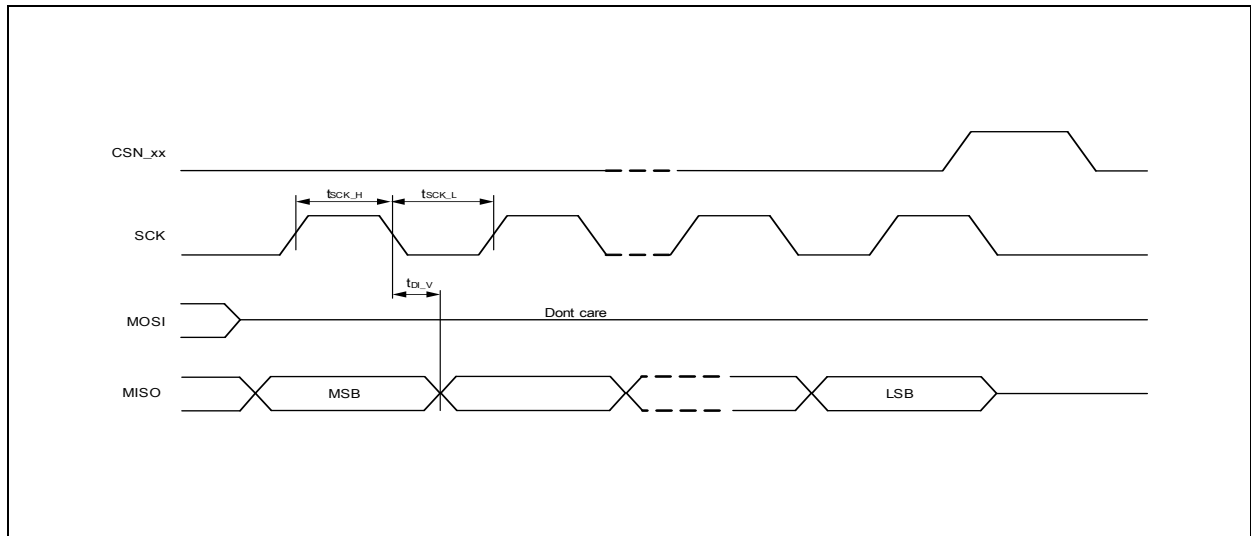 CSN_xx
tSCK_H tSCK_L
SCK
tDI_V
MOSI Dont care
MISO MSB LSB